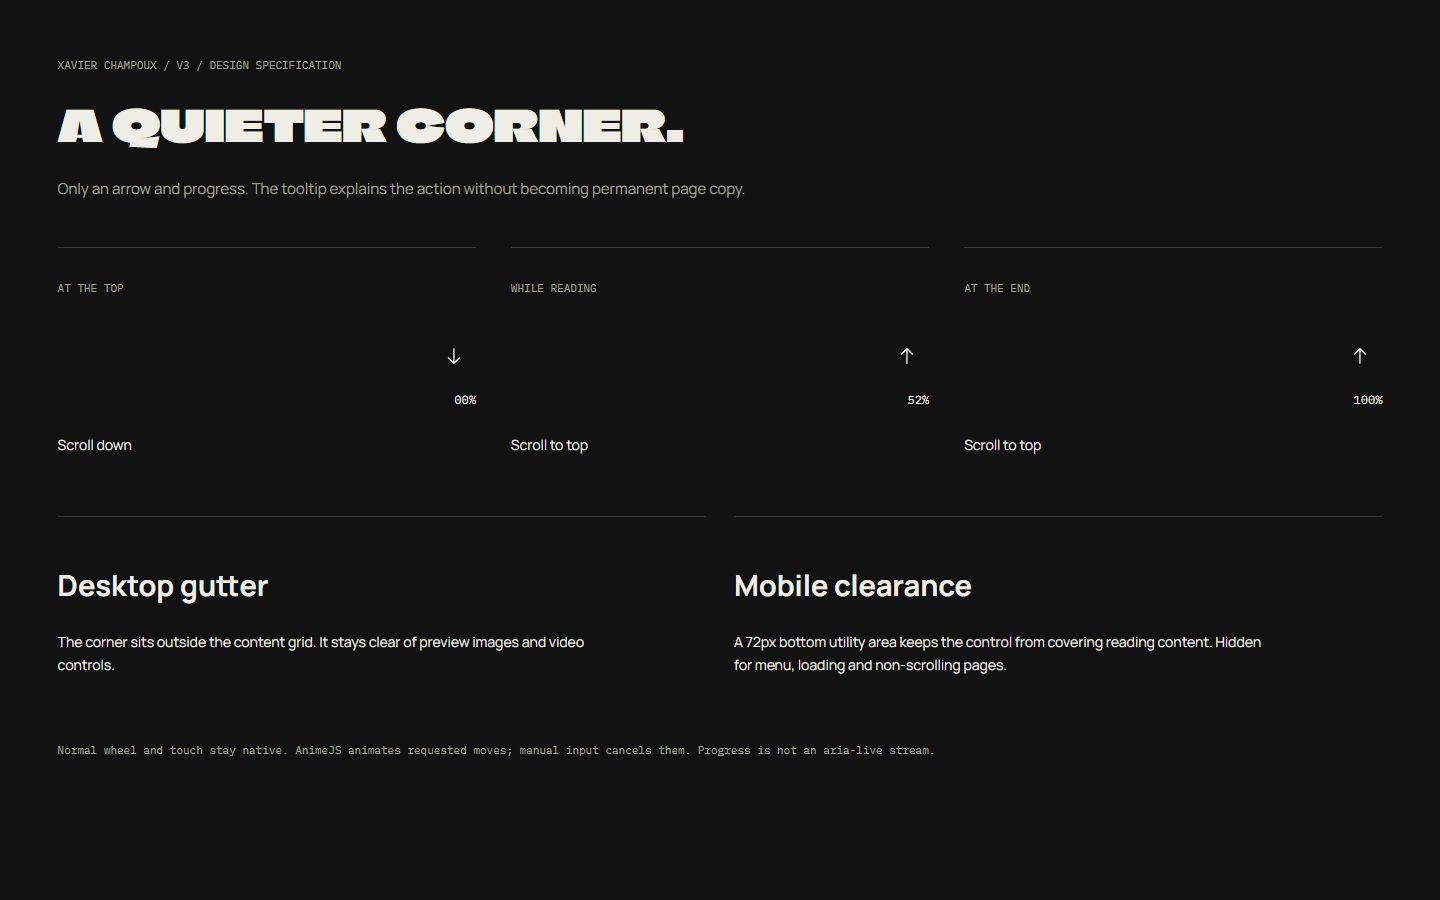 XAVIER CHAMPOUX / V3 / DESIGN SPECIFICATION
A QUIETER CORNER.
Only an arrow and progress. The tooltip explains the action without becoming permanent page copy.
AT THE TOP
↓
00%
Scroll down
WHILE READING
↑
52%
Scroll to top
AT THE END
↑
100%
Scroll to top
Desktop gutter
The corner sits outside the content grid. It stays clear of preview images and video
controls.
Mobile clearance
A 72px bottom utility area keeps the control from covering reading content. Hidden
for menu, loading and non-scrolling pages.
Normal wheel and touch stay native. AnimeJS animates requested moves; manual input cancels them. Progress is not an aria-live stream.